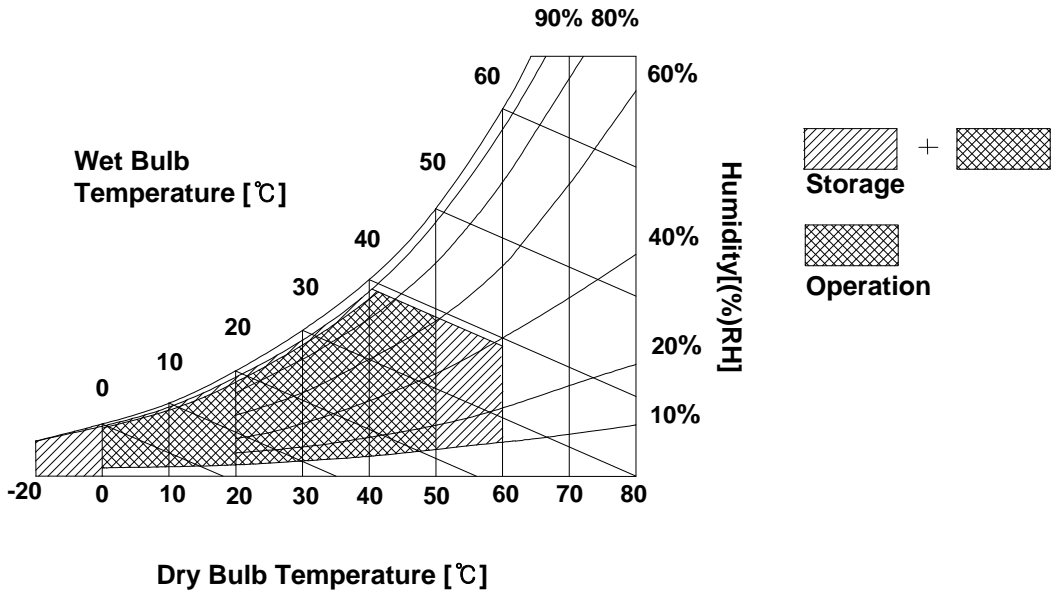 90% 80%
60
60%
Wet Bulb
Temperature [℃]
50
40
30
20
10
0
Humidity[(%)RH]
40%
20%
10%
-20 0 10 20 30 40 50 60 70 80
Dry Bulb Temperature [℃]
+
Storage
Operation